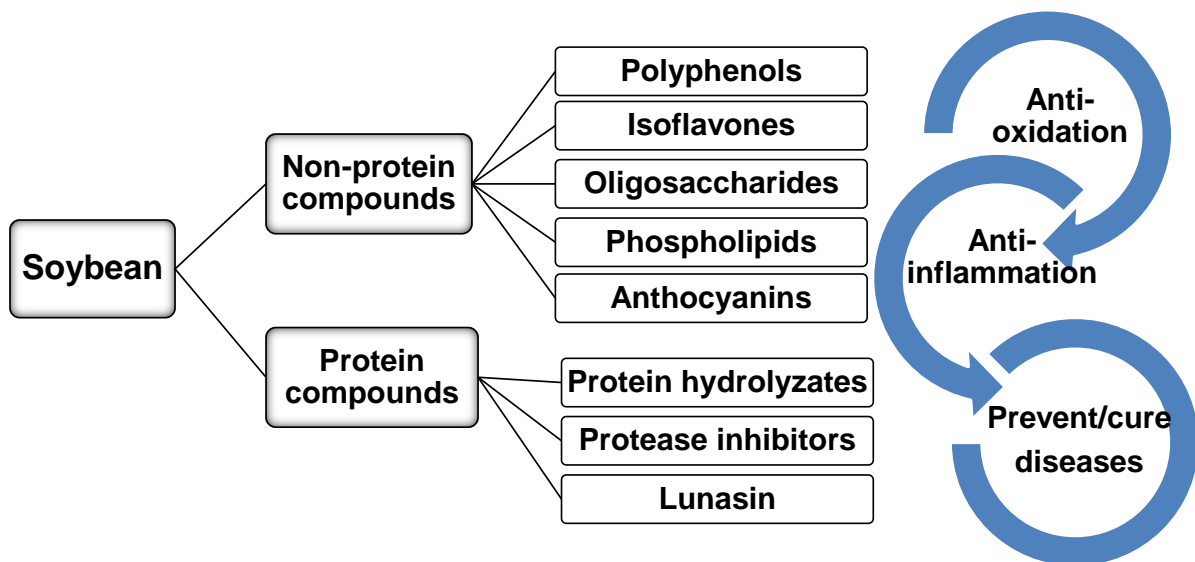 Soybean
Non-protein
compounds
Protein
compounds
Polyphenols
Isoflavones
Oligosaccharides
Phospholipids
Anthocyanins
Protein hydrolyzates
Protease inhibitors
Lunasin
Anti-
oxidation
Anti-
inflammation
Prevent/cure
diseases